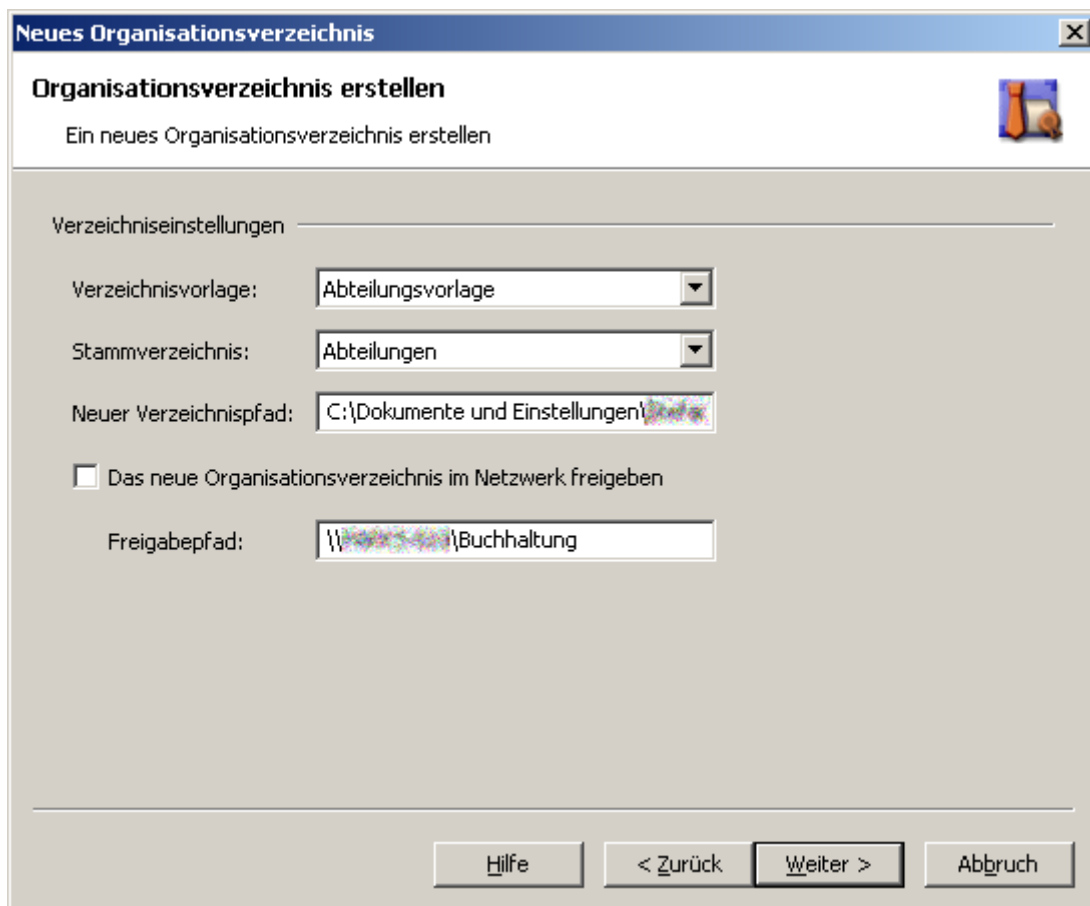 Neues Organisationsverzeichnis
Organisationsverzeichnis erstellen
Ein neues Organisationsverzeichnis erstellen
Verzeichniseinstellungen
Verzeichnisvorlage: Abteilungsvorlage
Stammverzeichnis: Abteilungen
Neuer Verzeichnispfad: C:\Dokumente und Einstellungen\
Das neue Organisationsverzeichnis im Netzwerk freigeben
Freigabepfad: \\ \Buchhaltung
Hilfe < Zurück Weiter > Abbruch